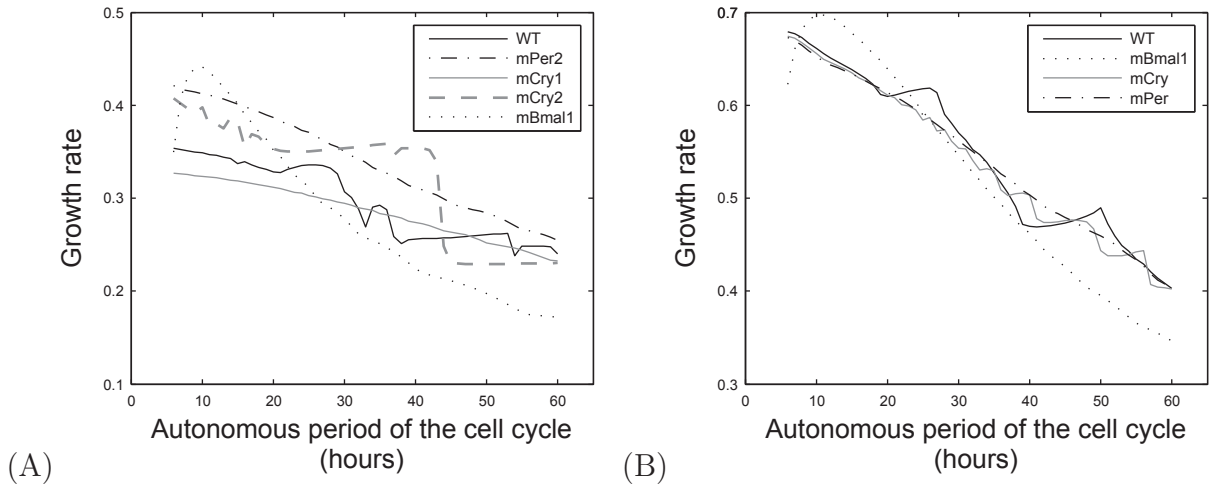 0.5
0.4
0.3
0.2
0.1
0 10 20 30 40 50 60
Growth rate
WT
mPer2
mCry1
mCry2
mBmal1
Autonomous period of the cell cycle
(hours)
(A)
0.7
0.6
0.5
0.4
0.3
0 10 20 30 40 50 60
Growth rate
WT
mBmal1
mCry
mPer
Autonomous period of the cell cycle
(hours)
(B)